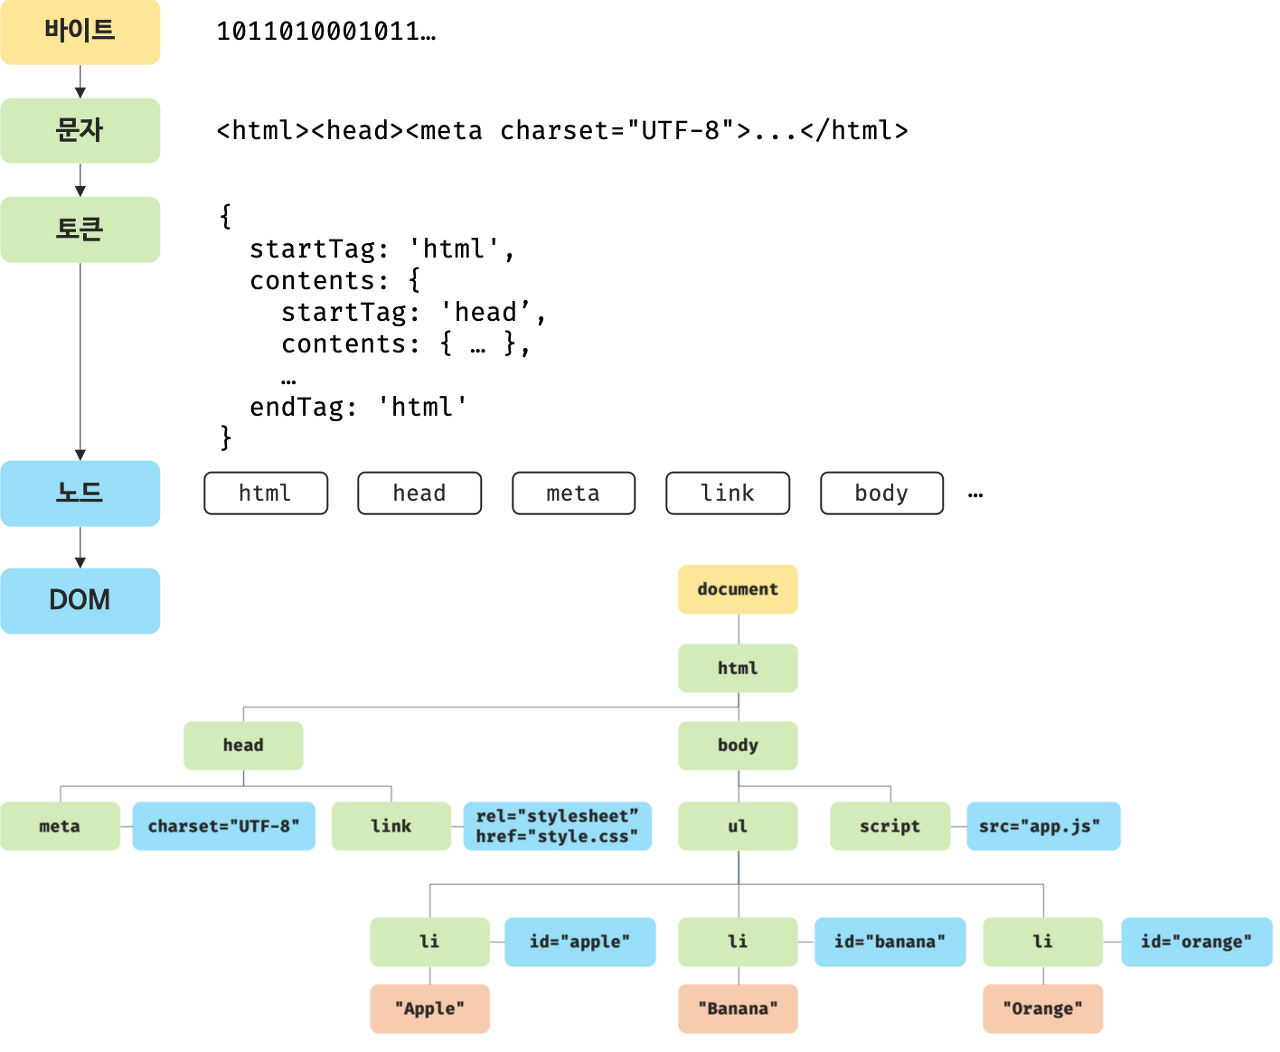 바이트
1011010001011…
문자
<html><head><meta charset="UTF-8">...</html>
토큰
{
startTag: 'html',
contents: {
startTag: 'head’,
contents: { … },
…
endTag: 'html'
}
노드
html head meta link body …
DOM
document
html
head body
meta charset="UTF-8" link rel="stylesheet”
href="style.css" ul script src="app.js"
li id="apple" li id="banana" li id="orange"
"Apple" "Banana" "Orange"